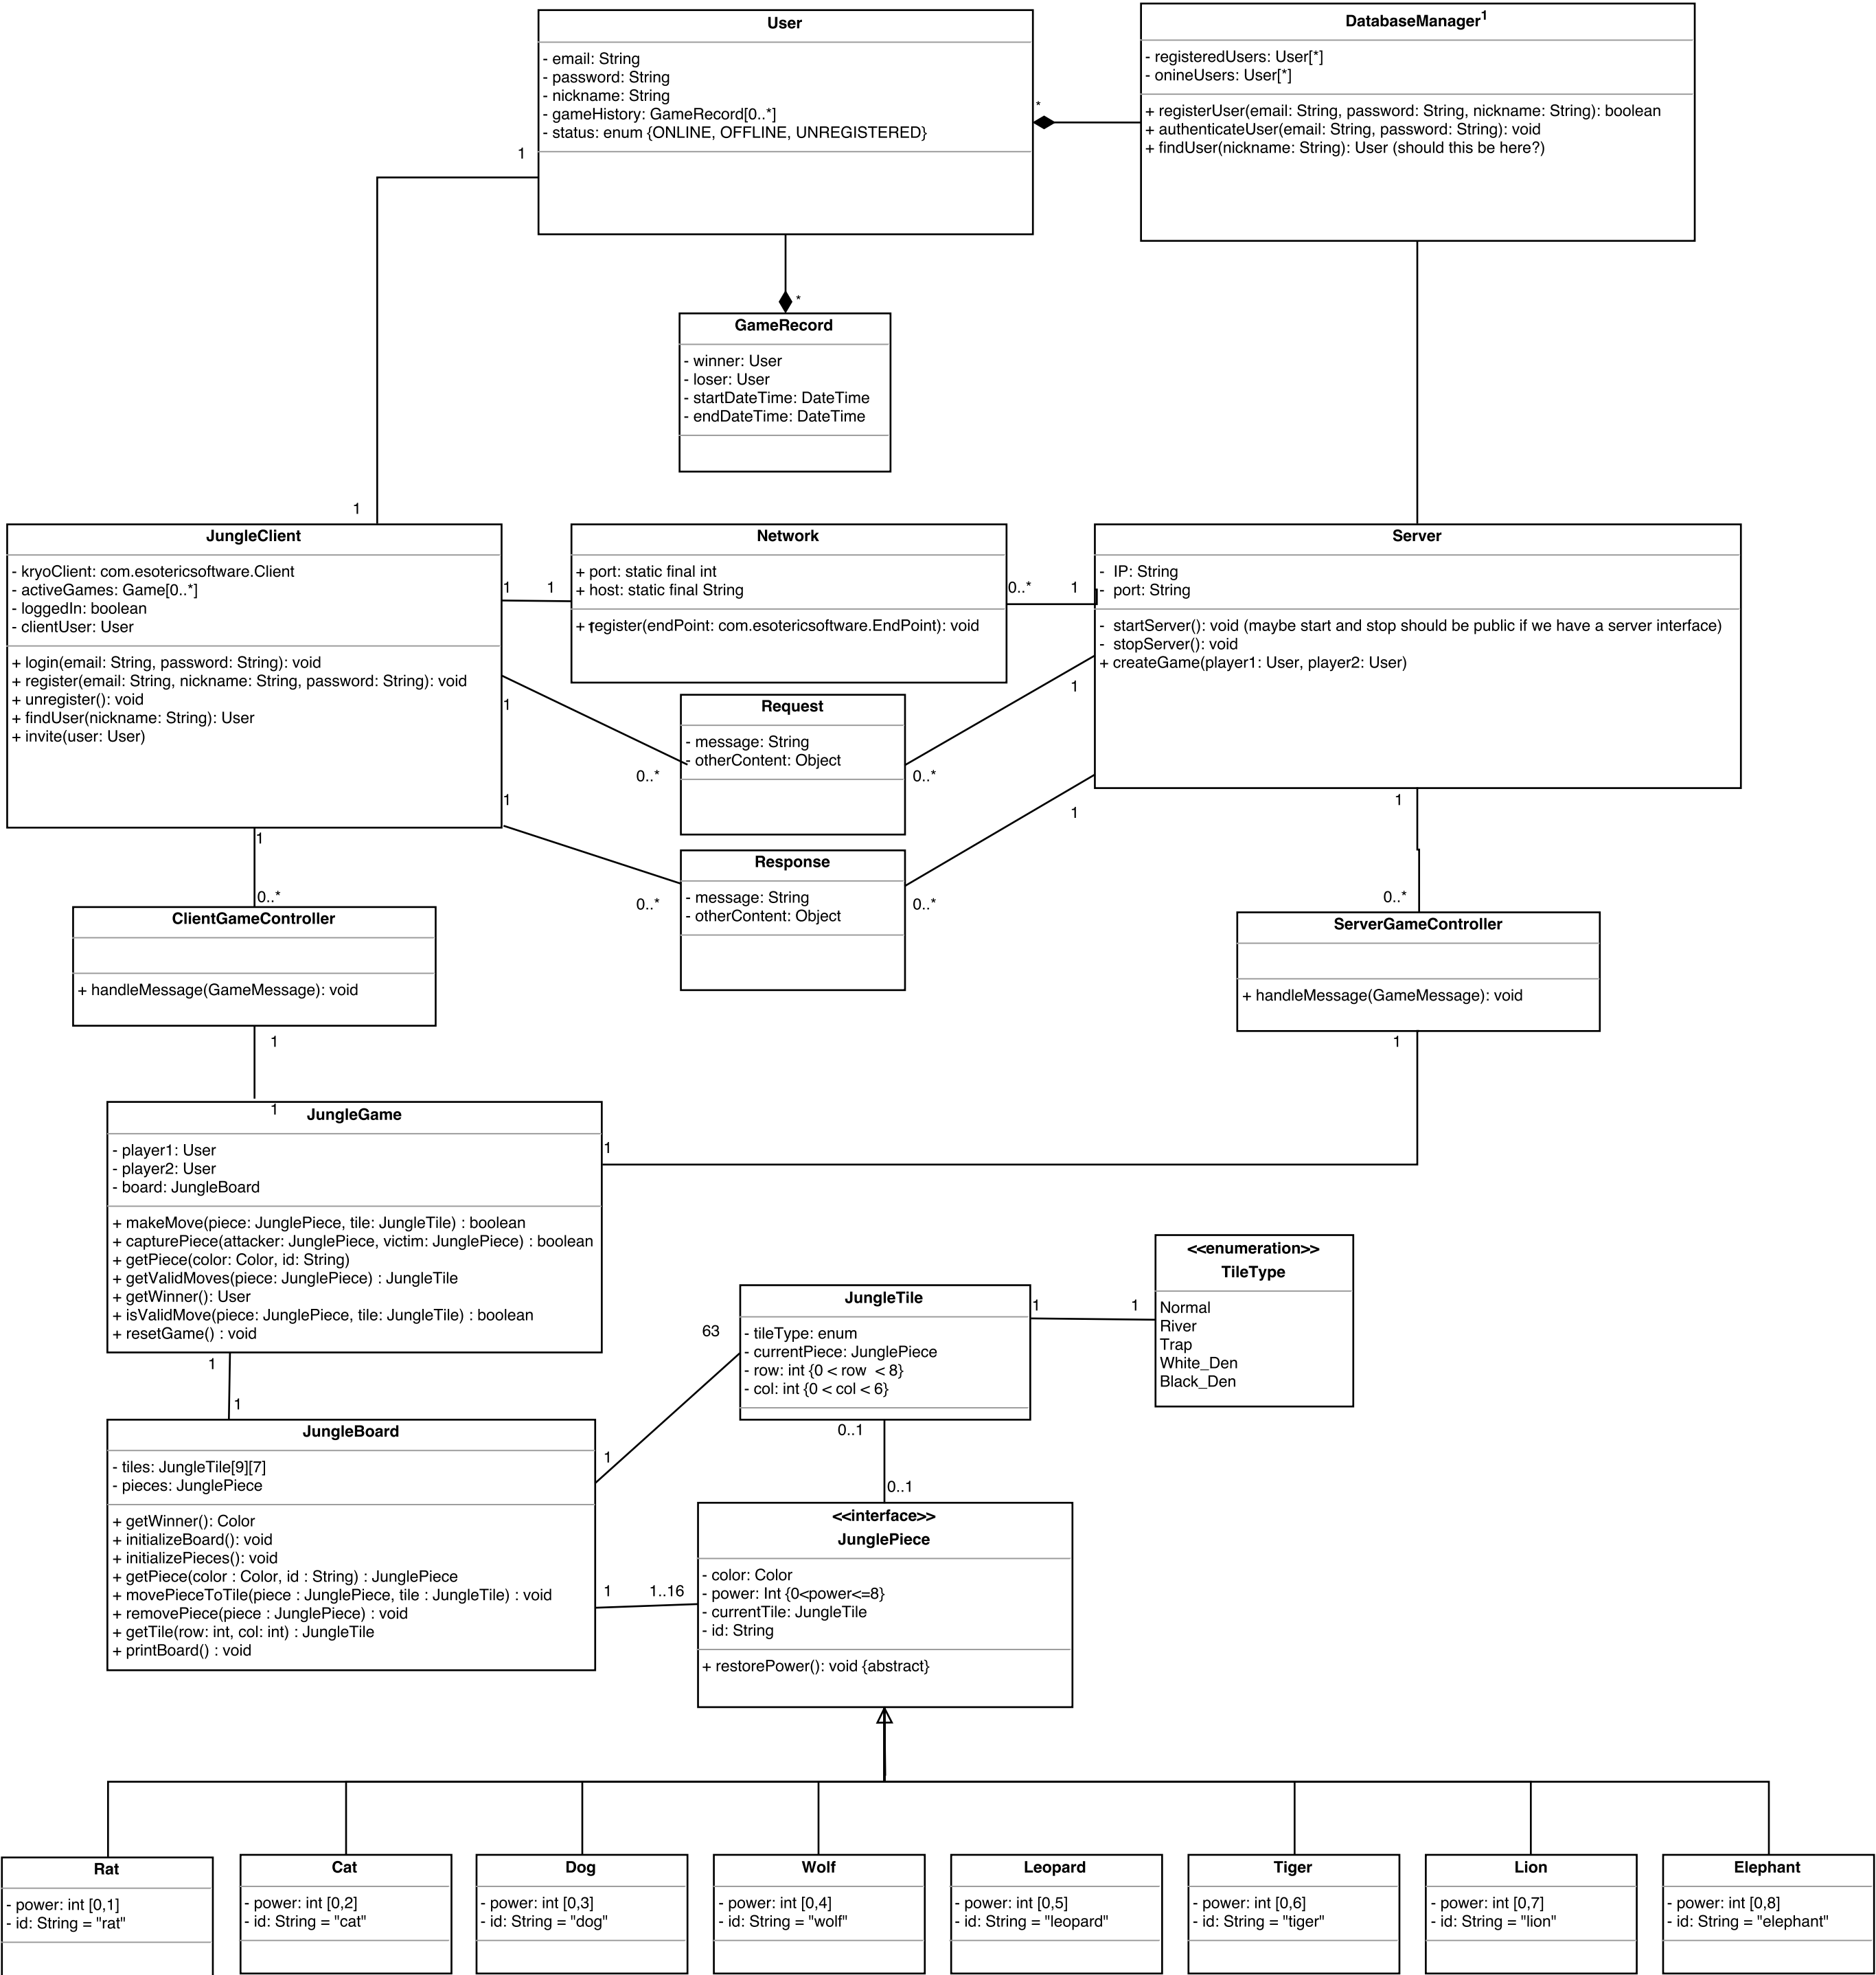 User
- email: String
- password: String
- nickname: String
- gameHistory: GameRecord[0..*]
- status: enum {ONLINE, OFFLINE, UNREGISTERED}
DatabaseManager1
- registeredUsers: User[*]
- onineUsers: User[*]
+ registerUser(email: String, password: String, nickname: String): boolean
+ authenticateUser(email: String, password: String): void
+ findUser(nickname: String): User (should this be here?)
*
1
*
GameRecord
- winner: User
- loser: User
- startDateTime: DateTime
- endDateTime: DateTime
1
JungleClient
- kryoClient: com.esotericsoftware.Client
- activeGames: Game[0..*]
- loggedIn: boolean
- clientUser: User
+ login(email: String, password: String): void
+ register(email: String, nickname: String, password: String): void
+ unregister(): void
+ findUser(nickname: String): User
+ invite(user: User)
1
1
Network
+ port: static final int
+ host: static final String
+ register(endPoint: com.esotericsoftware.EndPoint): void
1
0..*
1
Server
- IP: String
- port: String
- startServer(): void (maybe start and stop should be public if we have a server interface)
- stopServer(): void
+ createGame(player1: User, player2: User)
1
0..*
Request
- message: String
- otherContent: Object
0..*
1
1
0..*
Response
- message: String
- otherContent: Object
0..*
1
1
0..*
ClientGameController
+ handleMessage(GameMessage): void
1
0..*
ServerGameController
+ handleMessage(GameMessage): void
1
1
1
JungleGame
- player1: User
- player2: User
- board: JungleBoard
+ makeMove(piece: JunglePiece, tile: JungleTile) : boolean
+ capturePiece(attacker: JunglePiece, victim: JunglePiece) : boolean
+ getPiece(color: Color, id: String)
+ getValidMoves(piece: JunglePiece) : JungleTile
+ getWinner(): User
+ isValidMove(piece: JunglePiece, tile: JungleTile) : boolean
+ resetGame() : void
1
1
1
JungleBoard
- tiles: JungleTile[9][7]
- pieces: JunglePiece
+ getWinner(): Color
+ initializeBoard(): void
+ initializePieces(): void
+ getPiece(color : Color, id : String) : JunglePiece
+ movePieceToTile(piece : JunglePiece, tile : JungleTile) : void
+ removePiece(piece : JunglePiece) : void
+ getTile(row: int, col: int) : JungleTile
+ printBoard() : void
1
63
JungleTile
- tileType: enum
- currentPiece: JunglePiece
- row: int {0 < row < 8}
- col: int {0 < col < 6}
1
1
<<enumeration>>
TileType
Normal
River
Trap
White_Den
Black_Den
0..1
0..1
1
1..16
<<interface>>
JunglePiece
- color: Color
- power: Int {0<power<=8}
- currentTile: JungleTile
- id: String
+ restorePower(): void {abstract}
Rat
- power: int [0,1]
- id: String = "rat"
Cat
- power: int [0,2]
- id: String = "cat"
Dog
- power: int [0,3]
- id: String = "dog"
Wolf
- power: int [0,4]
- id: String = "wolf"
Leopard
- power: int [0,5]
- id: String = "leopard"
Tiger
- power: int [0,6]
- id: String = "tiger"
Lion
- power: int [0,7]
- id: String = "lion"
Elephant
- power: int [0,8]
- id: String = "elephant"